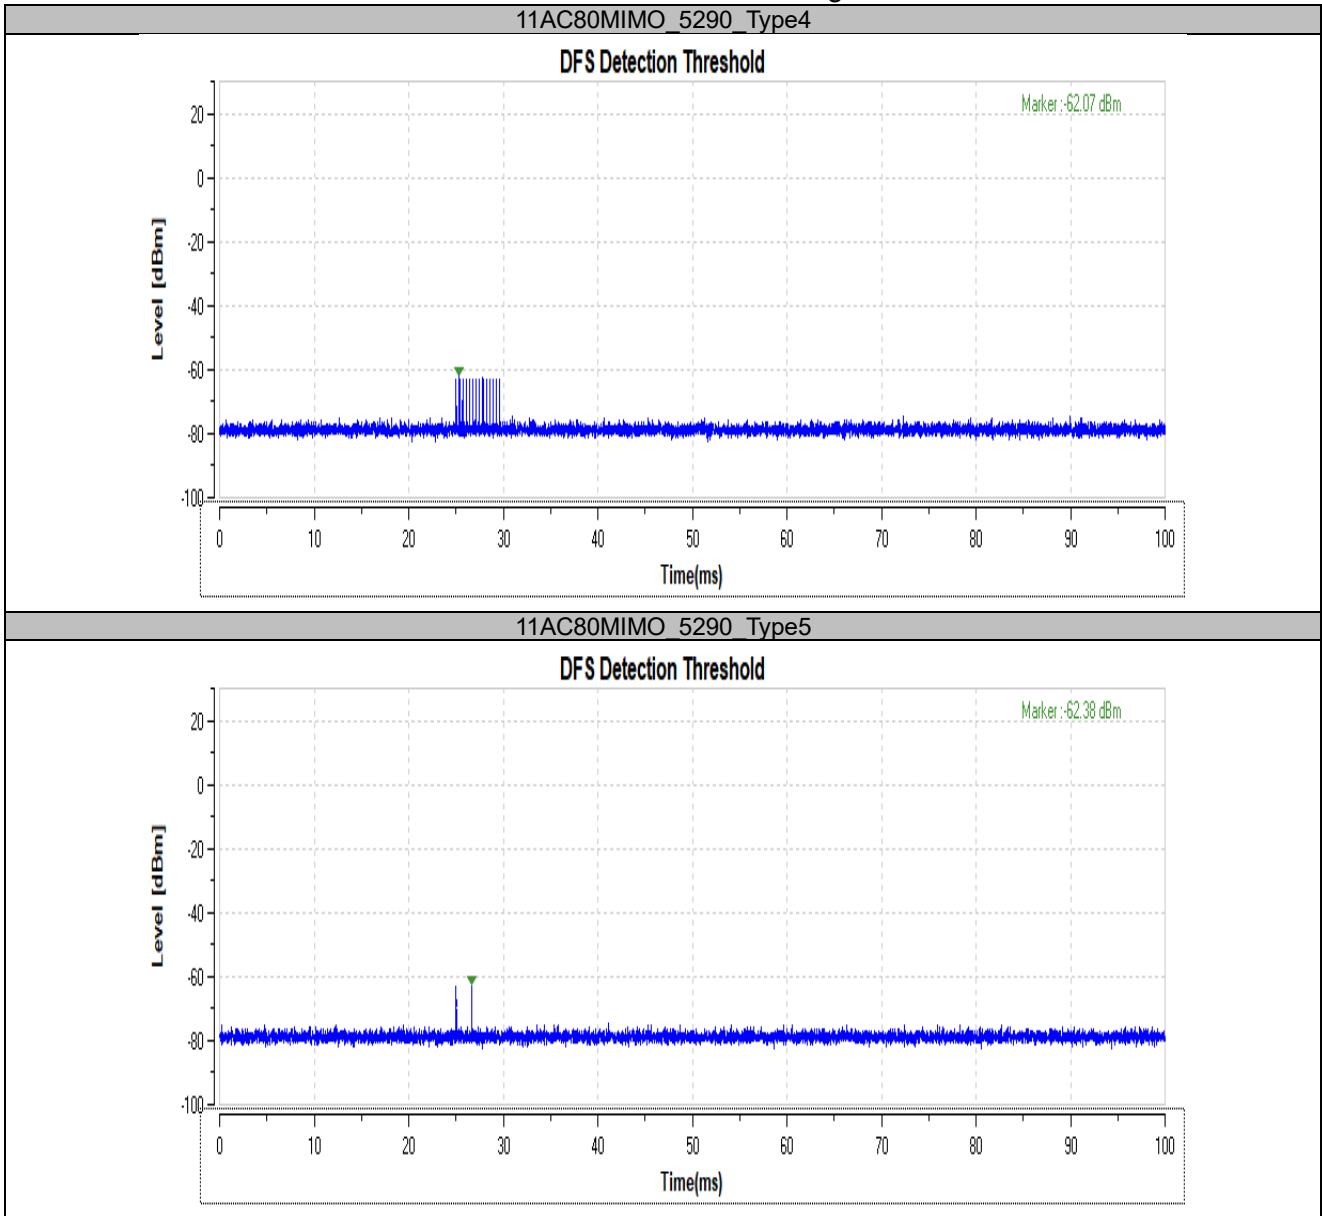 11AC80MIMO_5290_Type4
DFS Detection Threshold
Marker :-62.07 dBm
Level [dBm]
20
0
-20
-40
-60
-80
-100
0 10 20 30 40 50 60 70 80 90 100
Time(ms)
11AC80MIMO_5290_Type5
DFS Detection Threshold
Marker :-62.38 dBm
Level [dBm]
20
0
-20
-40
-60
-80
-100
0 10 20 30 40 50 60 70 80 90 100
Time(ms)